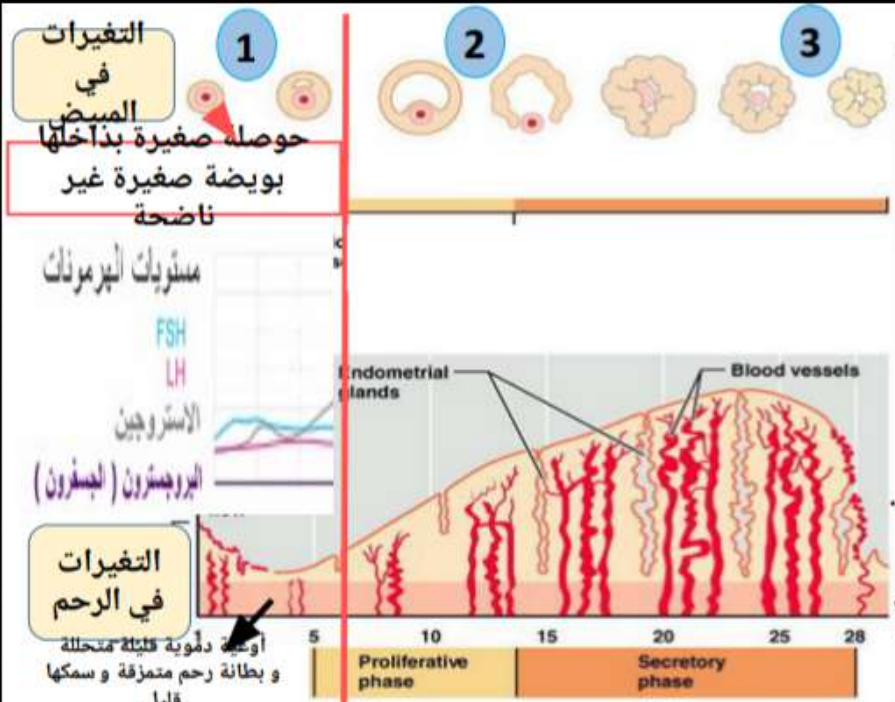 التغيرات
في
المبيض
1
2
3
حوصله صغيرة بداخلها
بويضة صغيرة غير
ناضجة
مستويات الهرمونات
FSH
LH
الاستروجين
البروجسترون ( الجسفرون )
Endometrial
glands
Blood vessels
التغيرات
في الرحم
5
10
15
20
25
28
أوعية دموية قليلة متحللة
و بطانة رحم متمزقة و سمكها
Proliferative
phase
Secretory
phase